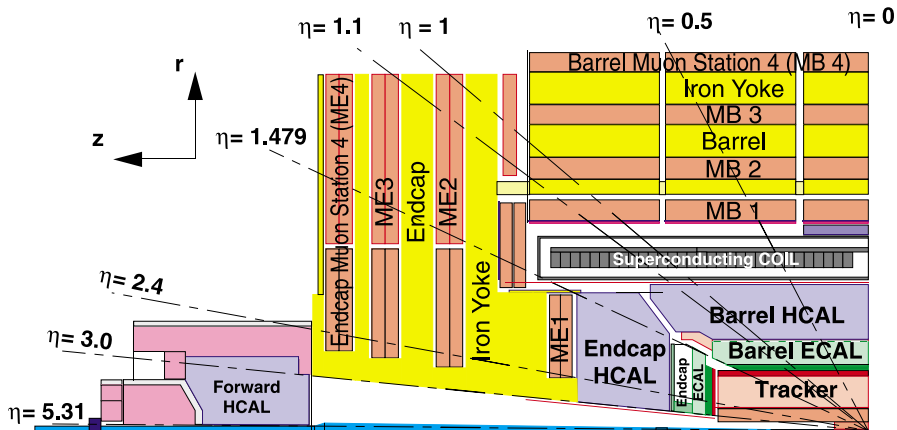 η = 1.1
η = 1
η = 0.5
η = 0
r
z
Barrel Muon Station 4 (MB 4)
Iron Yoke
MB 3
Barrel
MB 2
MB 1
η = 1.479
Endcap Muon Station 4 (ME4)
ME3
Endcap
ME2
Iron Yoke
Superconducting COIL
η = 2.4
η = 3.0
η = 5.31
Forward
HCAL
ME1
Endcap
HCAL
Barrel HCAL
Endcap
ECAL
Barrel ECAL
Tracker